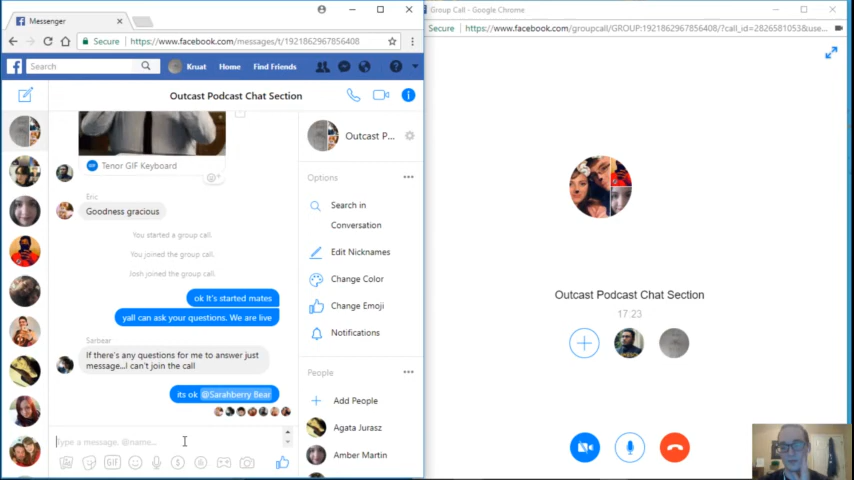 Messenger
Secure
https://www.facebook.com/messages/t/1921862967856408
Search
Kruat
Home
Find Friends
Outcast Podcast Chat Section
Tenor GIF Keyboard
Eric
Goodness gracious
You started a group call.
You joined the group call.
Josh joined the group call.
ok It's started mates
yall can ask your questions. We are live
Sarbear
If there's any questions for me to answer just
message...I can't join the call
its ok @Sarahberry Bear
Type a message, @name...
GIF
Outcast P...
Options
Search in
Conversation
Edit Nicknames
Change Color
Change Emoji
Notifications
People
Add People
Agata Jurasz
Amber Martin
Group Call - Google Chrome
Secure
https://www.facebook.com/groupcall/GROUP:1921862967856408/?call_id=2826581053&use...
Outcast Podcast Chat Section
17:23